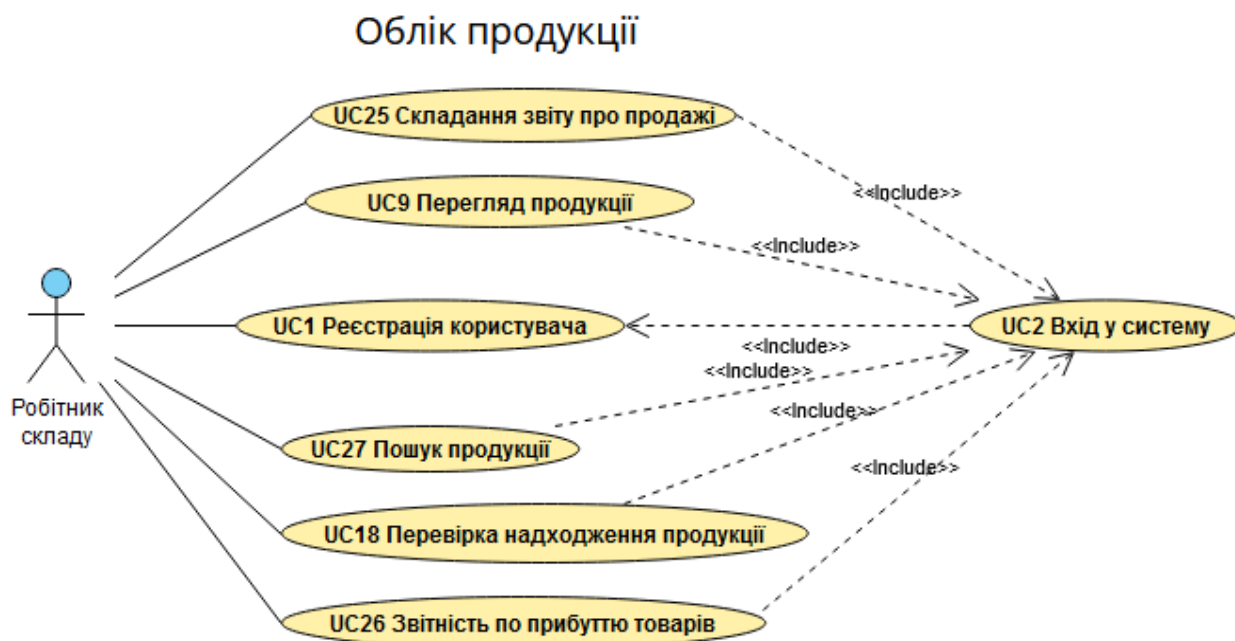 Облік продукції
UC25 Складання звіту про продажі
<<Include>>
UC9 Перегляд продукції
<<Include>>
UC1 Реєстрація користувача
UC2 Вхід у систему
<<Include>>
<<Include>>
Робітник
складу
<<Include>>
UC27 Пошук продукції
<<Include>>
UC18 Перевірка надходження продукції
UC26 Звітність по прибуттю товарів